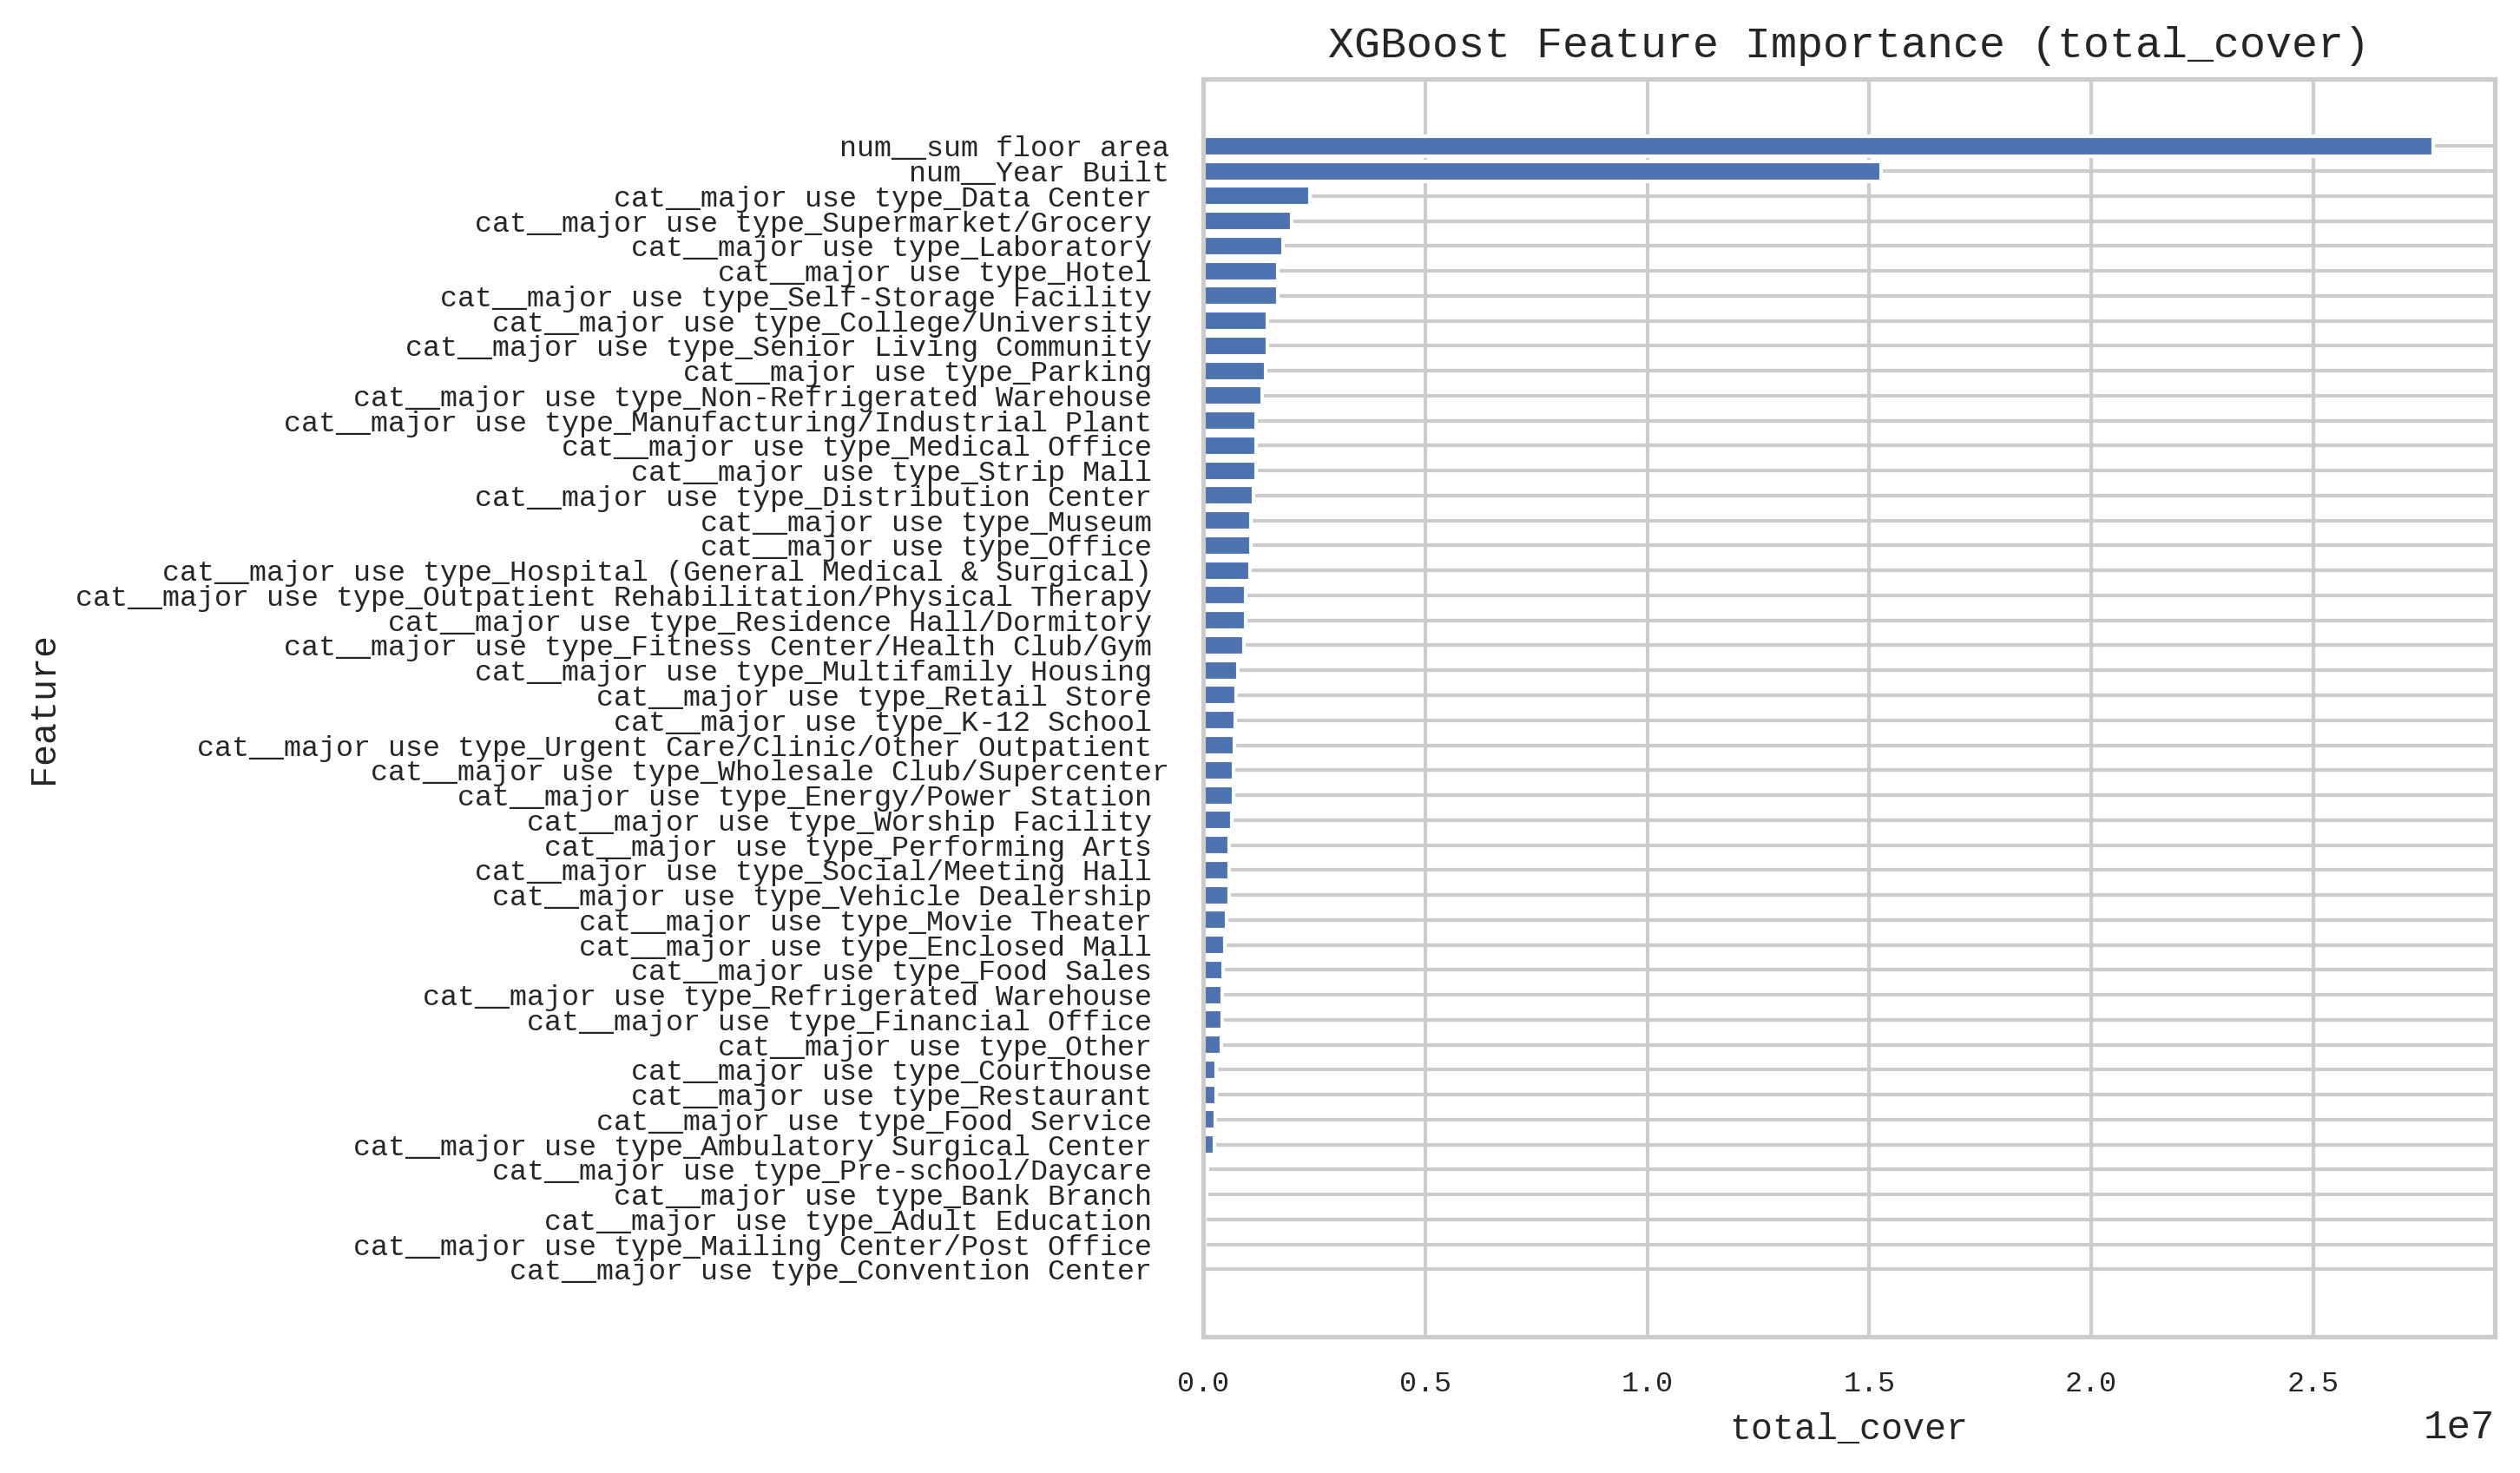 XGBoost Feature Importance (total_cover)
num__sum floor area
num__Year Built
cat__major use type_Data Center
cat__major use type_Supermarket/Grocery
cat__major use type_Laboratory
cat__major use type_Hotel
cat__major use type_Self-Storage Facility
cat__major use type_College/University
cat__major use type_Senior Living Community
cat__major use type_Parking
cat__major use type_Non-Refrigerated Warehouse
cat__major use type_Manufacturing/Industrial Plant
cat__major use type_Medical Office
cat__major use type_Strip Mall
cat__major use type_Distribution Center
cat__major use type_Museum
cat__major use type_Office
cat__major use type_Hospital (General Medical & Surgical)
cat__major use type_Outpatient Rehabilitation/Physical Therapy
cat__major use type_Residence Hall/Dormitory
cat__major use type_Fitness Center/Health Club/Gym
cat__major use type_Multifamily Housing
cat__major use type_Retail Store
cat__major use type_K-12 School
cat__major use type_Urgent Care/Clinic/Other Outpatient
cat__major use type_Wholesale Club/Supercenter
cat__major use type_Energy/Power Station
cat__major use type_Worship Facility
cat__major use type_Performing Arts
cat__major use type_Social/Meeting Hall
cat__major use type_Vehicle Dealership
cat__major use type_Movie Theater
cat__major use type_Enclosed Mall
cat__major use type_Food Sales
cat__major use type_Refrigerated Warehouse
cat__major use type_Financial Office
cat__major use type_Other
cat__major use type_Courthouse
cat__major use type_Restaurant
cat__major use type_Food Service
cat__major use type_Ambulatory Surgical Center
cat__major use type_Pre-school/Daycare
cat__major use type_Bank Branch
cat__major use type_Adult Education
cat__major use type_Mailing Center/Post Office
cat__major use type_Convention Center
Feature
0.0 0.5 1.0 1.5 2.0 2.5
total_cover
1e7